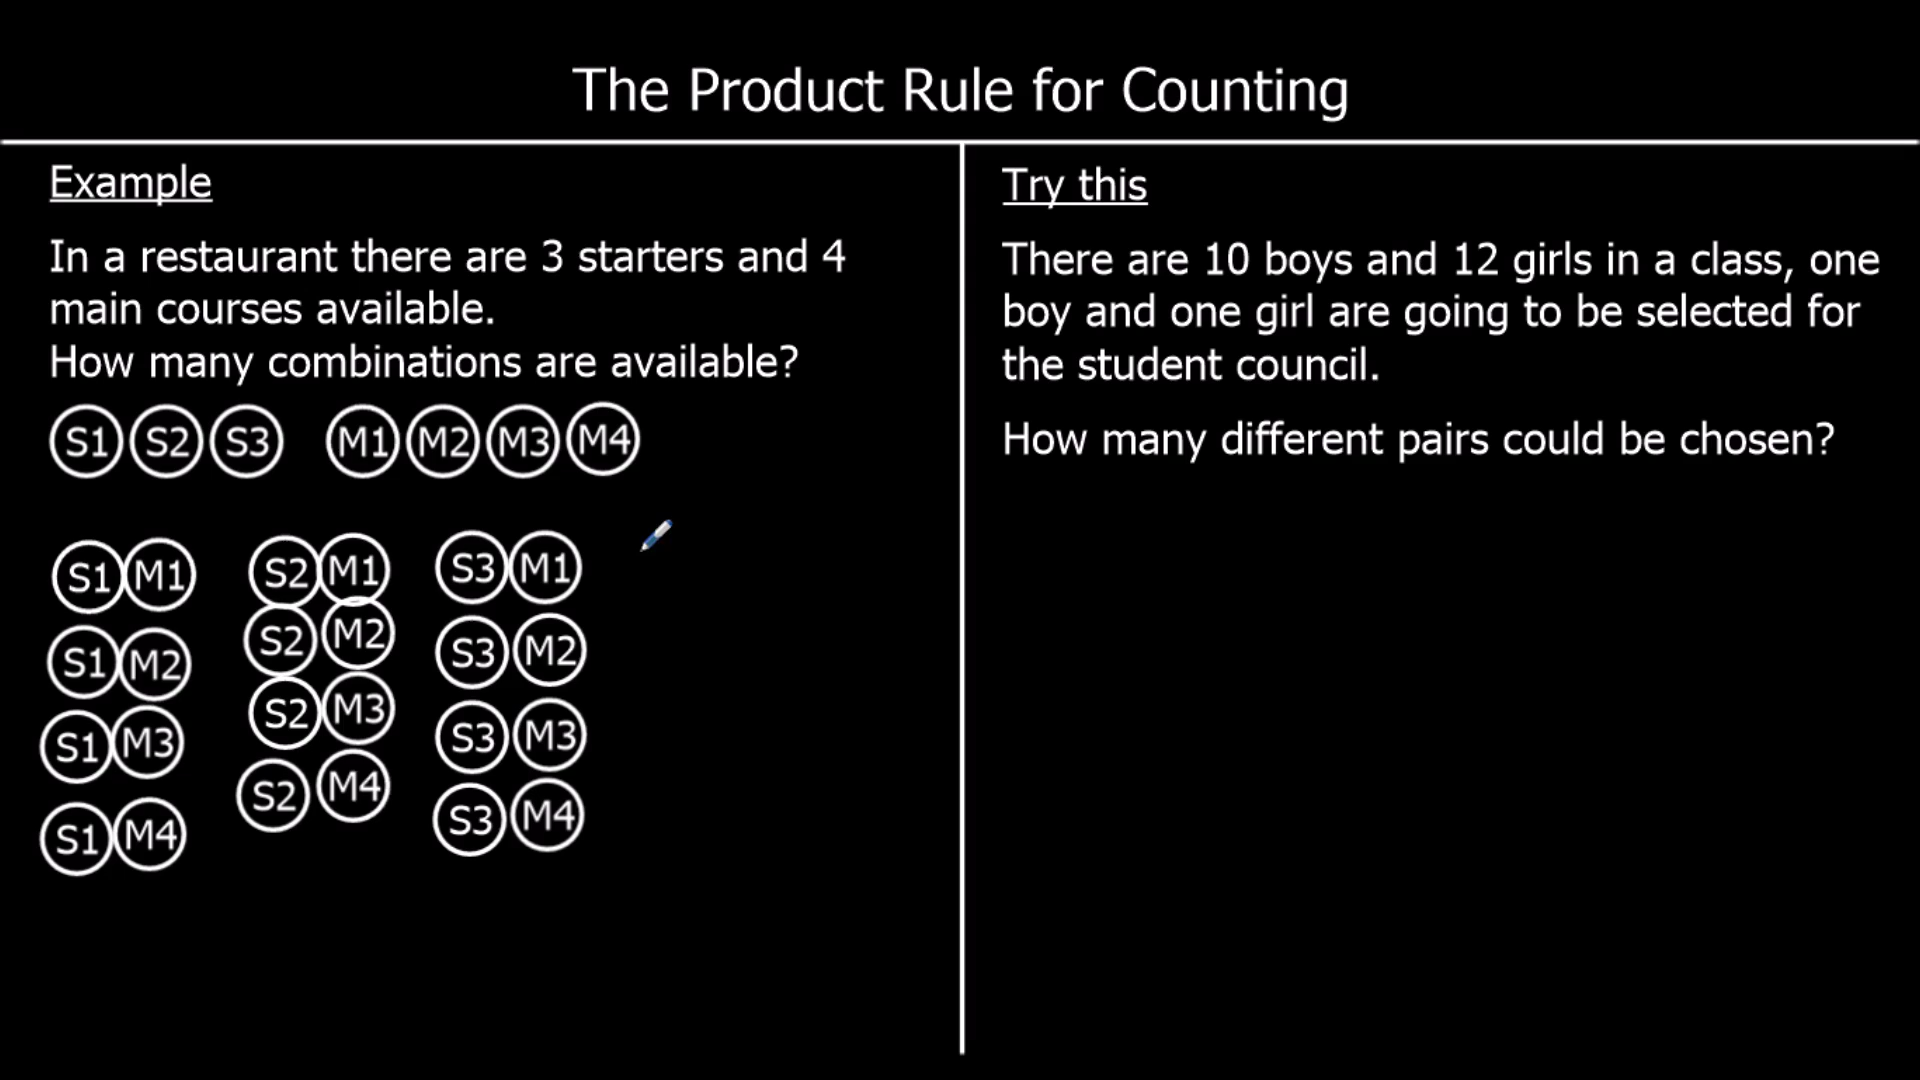 The Product Rule for Counting
Example
In a restaurant there are 3 starters and 4
main courses available.
How many combinations are available?
S1 S2 S3 M1 M2 M3 M4
S1 M1 S2 M1 S3 M1
S1 M2 S2 M2 S3 M2
S1 M3 S2 M3 S3 M3
S1 M4 S2 M4 S3 M4
Try this
There are 10 boys and 12 girls in a class, one
boy and one girl are going to be selected for
the student council.
How many different pairs could be chosen?